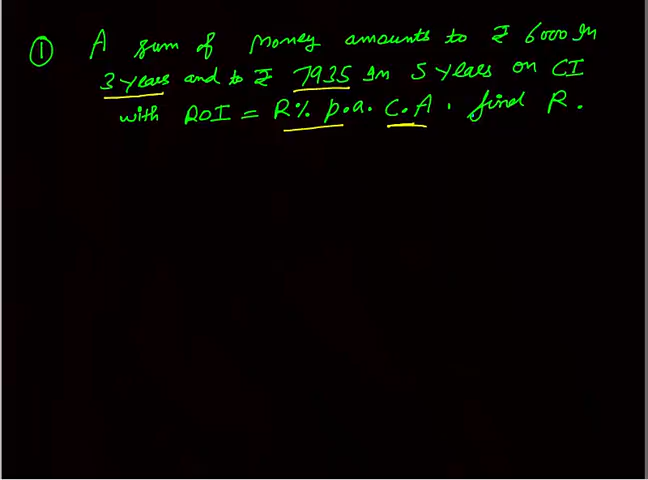 ① A sum of money amounts to ₹ 6000 In
3 years and to ₹ 7935 In 5 years on CI
with ROI = R% p.a. C.A. find R.